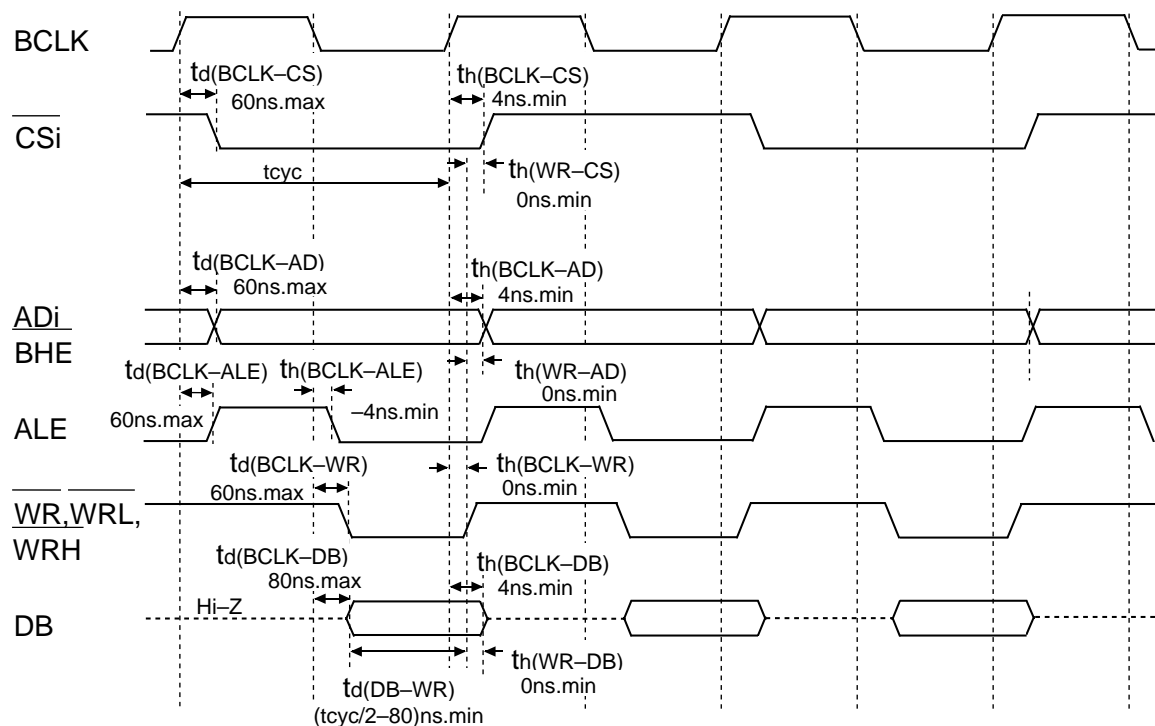 BCLK
td(BCLK–CS)
60ns.max
th(BCLK–CS)
4ns.min
CSi
tcyc
th(WR–CS)
0ns.min
td(BCLK–AD)
60ns.max
th(BCLK–AD)
4ns.min
ADi
BHE
td(BCLK–ALE)
60ns.max
th(BCLK–ALE)
–4ns.min
th(WR–AD)
0ns.min
ALE
td(BCLK–WR)
60ns.max
th(BCLK–WR)
0ns.min
WR,WRL,
WRH
td(BCLK–DB)
80ns.max
th(BCLK–DB)
4ns.min
Hi–Z
DB
td(DB–WR)
(tcyc/2–80)ns.min
th(WR–DB)
0ns.min